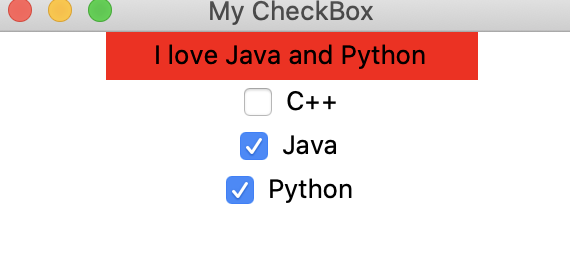 My CheckBox
I love Java and Python
C++
Java
Python